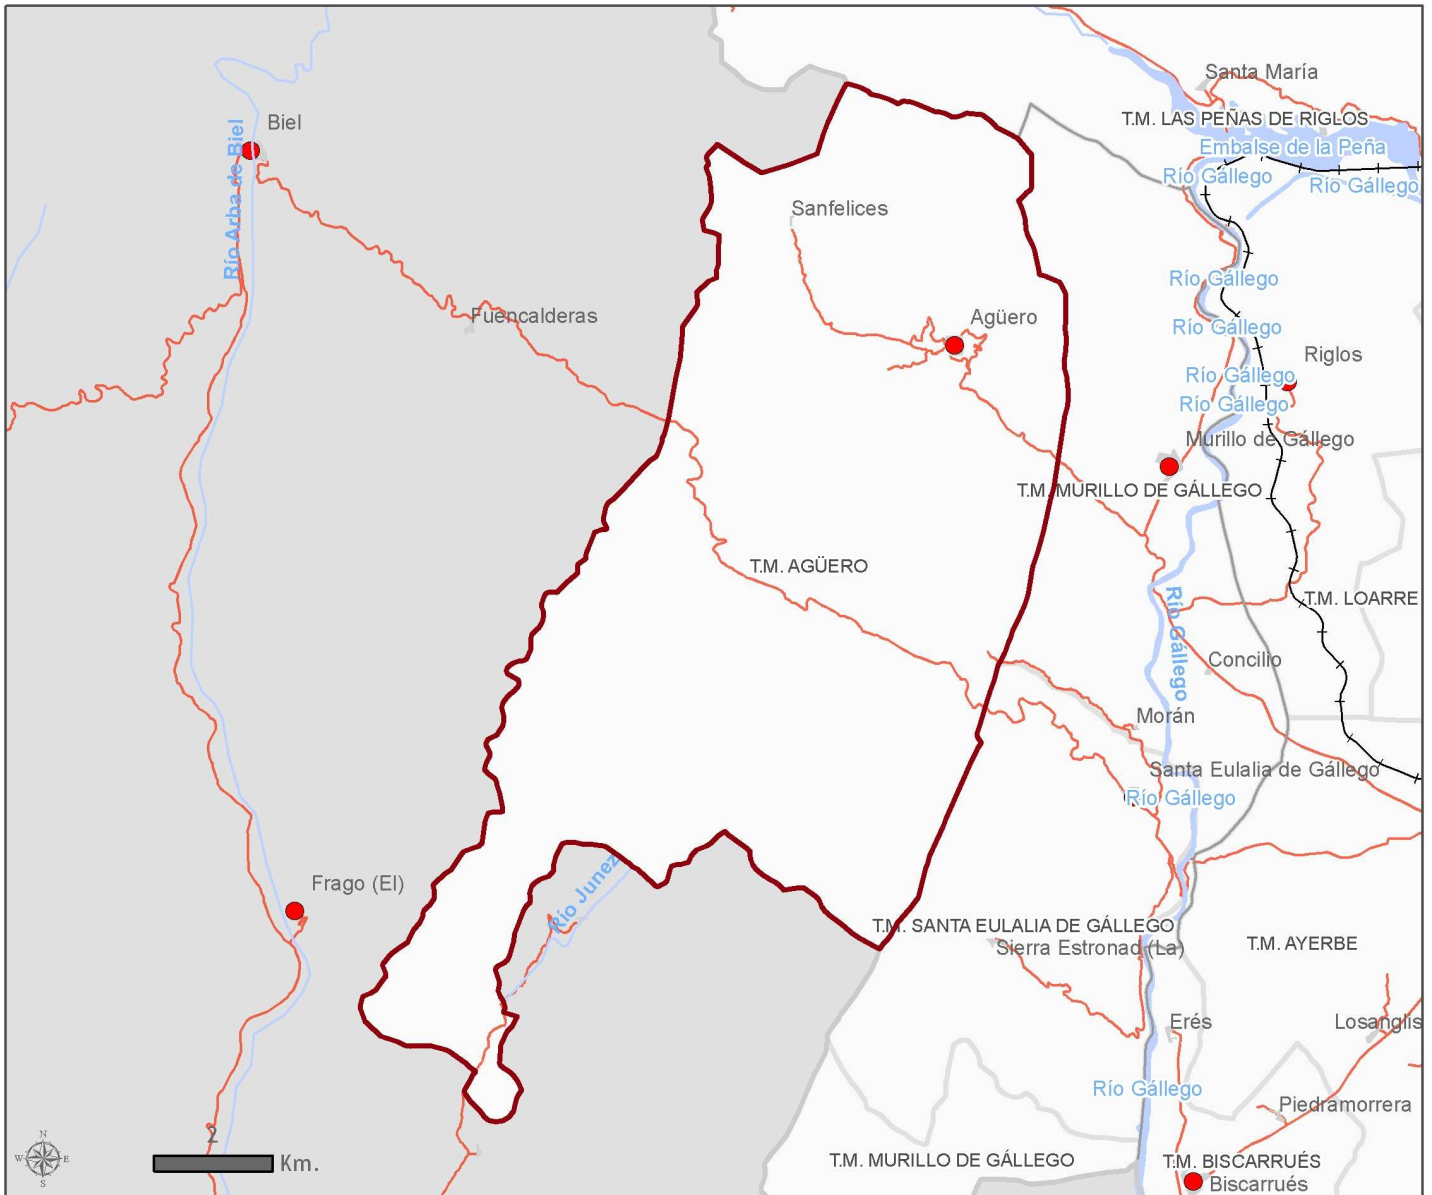 Santa María
T.M. LAS PEÑAS DE RIGLOS
Biel
Embalse de la Peña
Río Gállego
Río Gállego
Río Arba de Biel
Sanfelices
Río Gállego
Fuencalderas
Agüero
Río Gállego
Riglos
Río Gállego
Río Gállego
Murillo de Gállego
T.M. MURILLO DE GÁLLEGO
T.M. AGÜERO
T.M. LOARRE
Río Gállego
Concilio
Morán
Santa Eulalia de Gállego
Río Gállego
Frago (El)
Río Junez
T.M. SANTA EULALIA DE GÁLLEGO
Sierra Estronad (La)
T.M. AYERBE
Erés
Losanglis
Río Gállego
Piedramorrera
2
Km.
N
W
E
S
T.M. MURILLO DE GÁLLEGO
T.M. BISCARRUÉS
Biscarrués